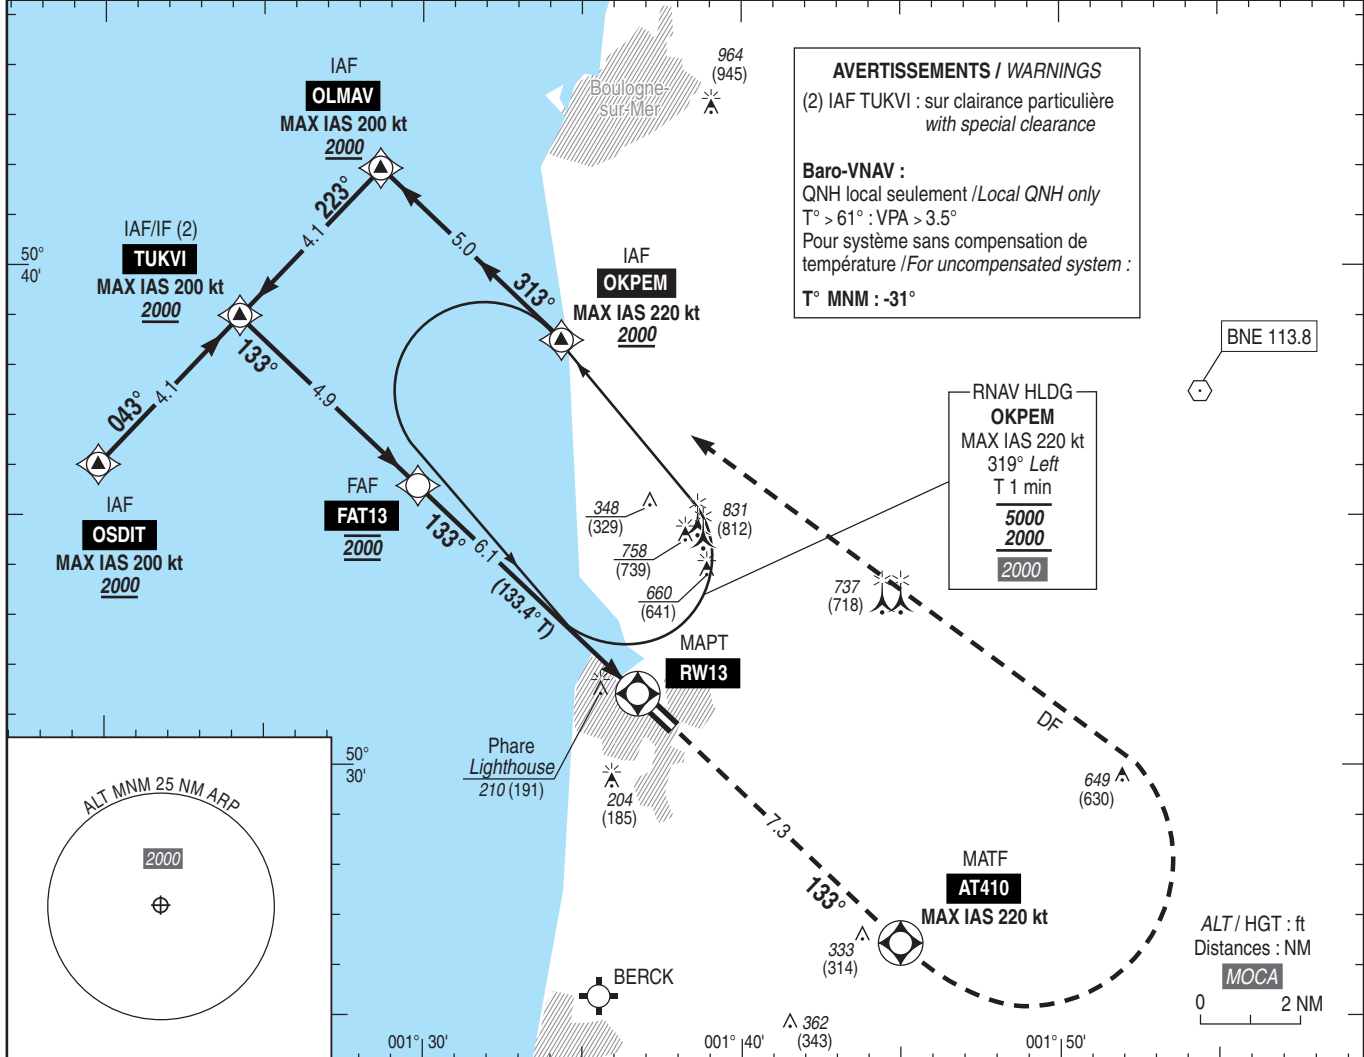 IAF
OLMAV
MAX IAS 200 kt
2000
Boulogne-
sur-Mer
964
(945)
AVERTISSEMENTS / WARNINGS
(2) IAF TUKVI : sur clairance particulière
with special clearance
Baro-VNAV :
QNH local seulement /Local QNH only
T° > 61° : VPA > 3.5°
Pour système sans compensation de
température /For uncompensated system :
T° MNM : -31°
223°
4.1
5.0
313°
IAF/IF (2)
TUKVI
MAX IAS 200 kt
2000
50°
40'
IAF
OKPEM
MAX IAS 220 kt
2000
BNE 113.8
133°
4.9
043°
4.1
RNAV HLDG
OKPEM
MAX IAS 220 kt
319° Left
T 1 min
5000
2000
2000
IAF
OSDIT
MAX IAS 200 kt
2000
FAF
FAT13
2000
133°
6.1
(133.4° T)
348
(329)
831
(812)
758
(739)
660
(641)
737
(718)
MAPT
RW13
DF
Phare
Lighthouse
210 (191)
204
(185)
50°
30'
649
(630)
ALT MNM 25 NM ARP
2000
7.3
133°
MATF
AT410
MAX IAS 220 kt
333
(314)
BERCK
362
(343)
ALT / HGT : ft
Distances : NM
MOCA
0 2 NM
001° 30'
001° 40'
001° 50'